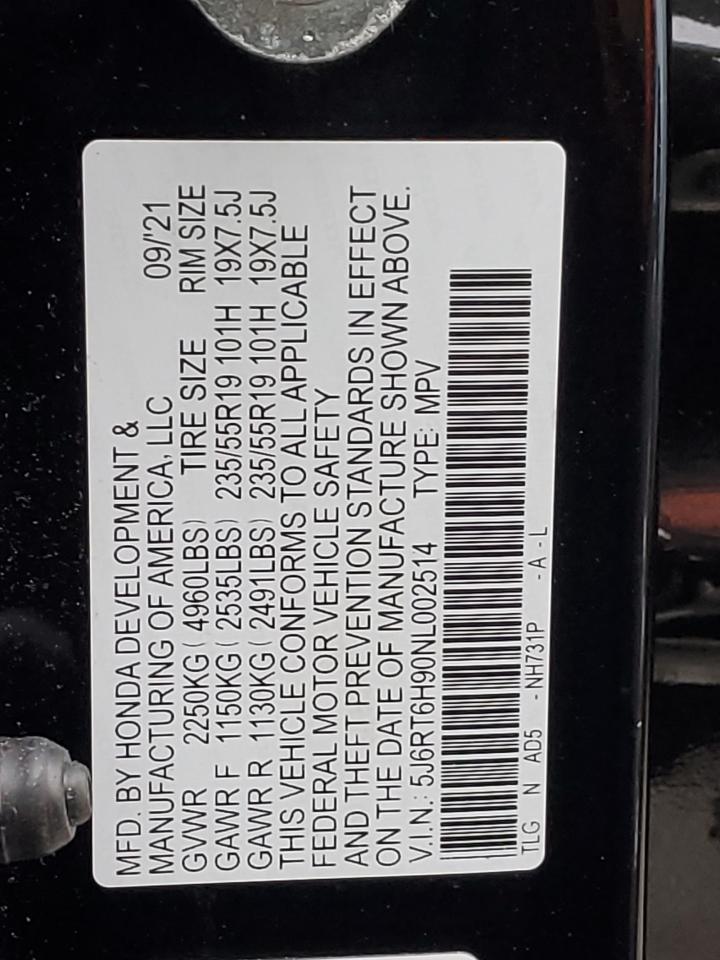 MFD. BY HONDA DEVELOPMENT &
MANUFACTURING OF AMERICA, LLC 09/'21
GVWR 2250KG( 4960LBS) TIRE SIZE RIM SIZE
GAWR F 1150KG( 2535LBS) 235/55R19 101H 19X7.5J
GAWR R 1130KG( 2491LBS) 235/55R19 101H 19X7.5J
THIS VEHICLE CONFORMS TO ALL APPLICABLE
FEDERAL MOTOR VEHICLE SAFETY
AND THEFT PREVENTION STANDARDS IN EFFECT
ON THE DATE OF MANUFACTURE SHOWN ABOVE.
V.I.N.: 5J6RT6H90NL002514 TYPE: MPV
TLG N AD5 -NH731P -A-L